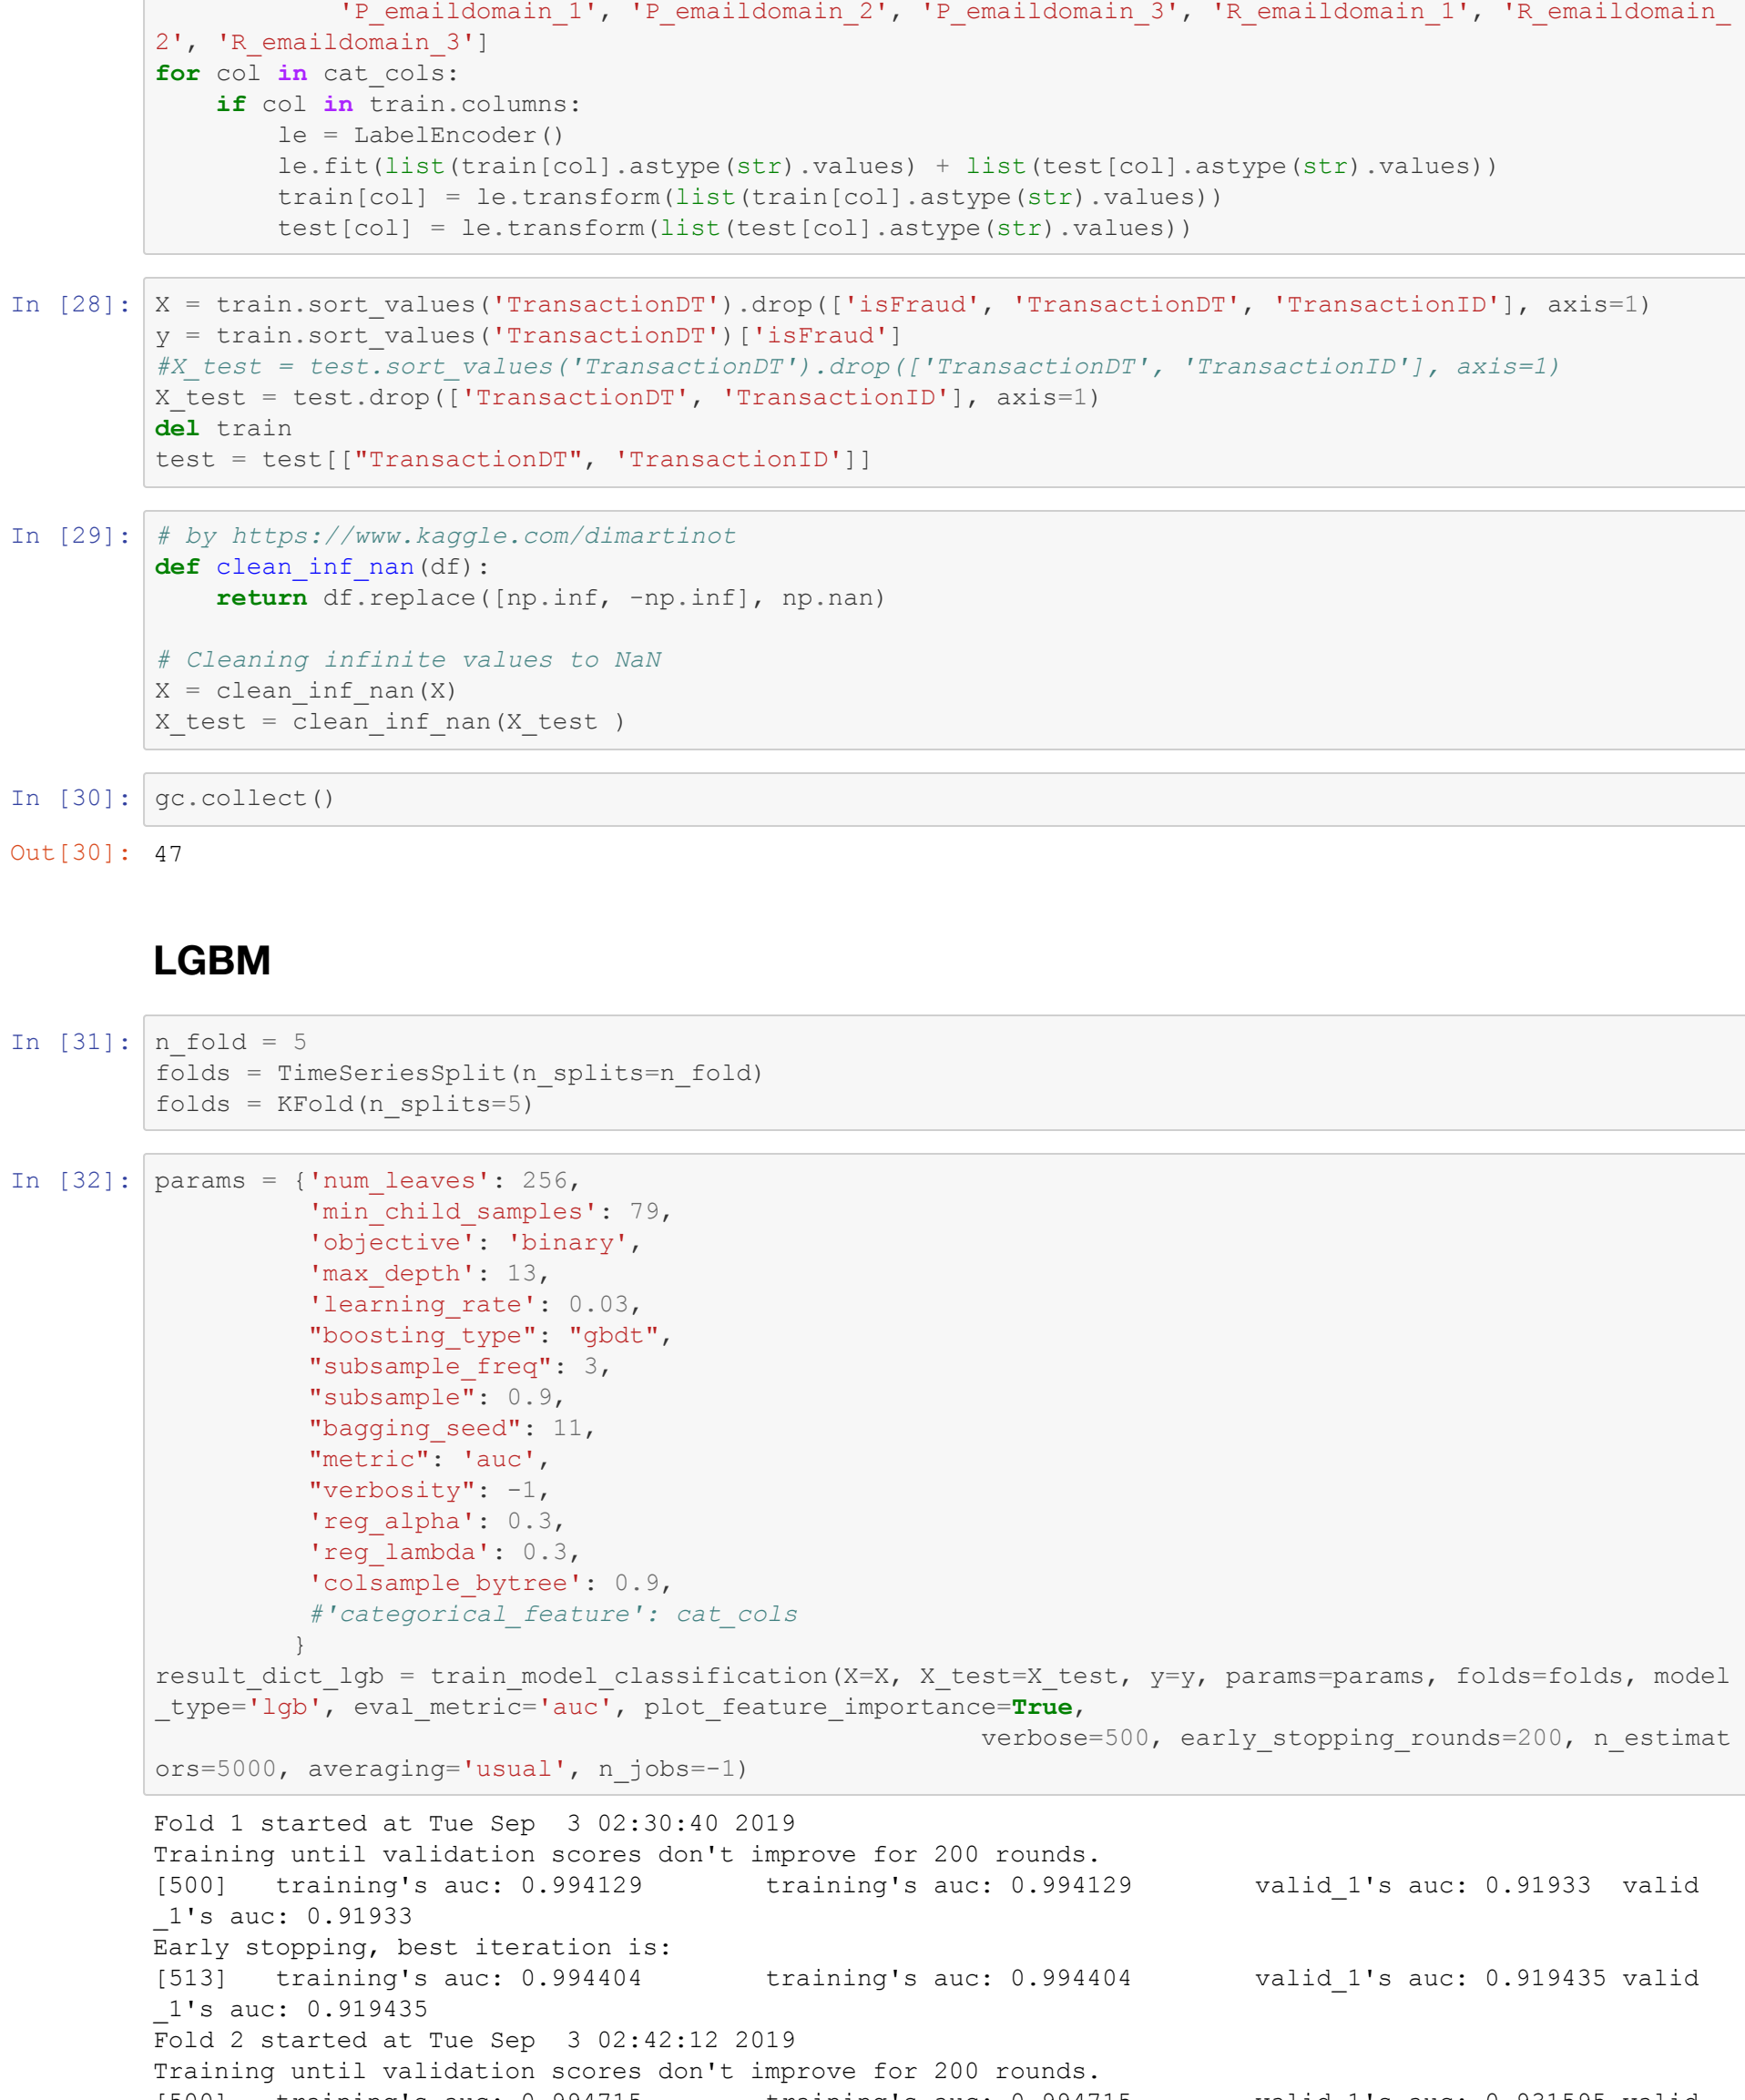 'P_emaildomain_1', 'P_emaildomain_2', 'P_emaildomain_3', 'R_emaildomain_1', 'R_emaildomain_
2', 'R_emaildomain_3']
for col in cat_cols:
    if col in train.columns:
        le = LabelEncoder()
        le.fit(list(train[col].astype(str).values) + list(test[col].astype(str).values))
        train[col] = le.transform(list(train[col].astype(str).values))
        test[col] = le.transform(list(test[col].astype(str).values))
In [28]: X = train.sort_values('TransactionDT').drop(['isFraud', 'TransactionDT', 'TransactionID'], axis=1)
y = train.sort_values('TransactionDT')['isFraud']
#X_test = test.sort_values('TransactionDT').drop(['TransactionDT', 'TransactionID'], axis=1)
X_test = test.drop(['TransactionDT', 'TransactionID'], axis=1)
del train
test = test[["TransactionDT", 'TransactionID']]
In [29]: # by https://www.kaggle.com/dimartinot
def clean_inf_nan(df):
    return df.replace([np.inf, -np.inf], np.nan)
# Cleaning infinite values to NaN
X = clean_inf_nan(X)
X_test = clean_inf_nan(X_test )
In [30]: gc.collect()
Out[30]: 47
LGBM
In [31]: n_fold = 5
folds = TimeSeriesSplit(n_splits=n_fold)
folds = KFold(n_splits=5)
In [32]: params = {'num_leaves': 256,
          'min_child_samples': 79,
          'objective': 'binary',
          'max_depth': 13,
          'learning_rate': 0.03,
          "boosting_type": "gbdt",
          "subsample_freq": 3,
          "subsample": 0.9,
          "bagging_seed": 11,
          "metric": 'auc',
          "verbosity": -1,
          'reg_alpha': 0.3,
          'reg_lambda': 0.3,
          'colsample_bytree': 0.9,
          #'categorical_feature': cat_cols
         }
result_dict_lgb = train_model_classification(X=X, X_test=X_test, y=y, params=params, folds=folds, model
_type='lgb', eval_metric='auc', plot_feature_importance=True,
                                                      verbose=500, early_stopping_rounds=200, n_estimat
ors=5000, averaging='usual', n_jobs=-1)
Fold 1 started at Tue Sep  3 02:30:40 2019
Training until validation scores don't improve for 200 rounds.
[500]   training's auc: 0.994129        training's auc: 0.994129        valid_1's auc: 0.91933  valid
_1's auc: 0.91933
Early stopping, best iteration is:
[513]   training's auc: 0.994404        training's auc: 0.994404        valid_1's auc: 0.919435 valid
_1's auc: 0.919435
Fold 2 started at Tue Sep  3 02:42:12 2019
Training until validation scores don't improve for 200 rounds.
[500]   training's auc: 0.994715        training's auc: 0.994715        valid_1's auc: 0.931595 valid